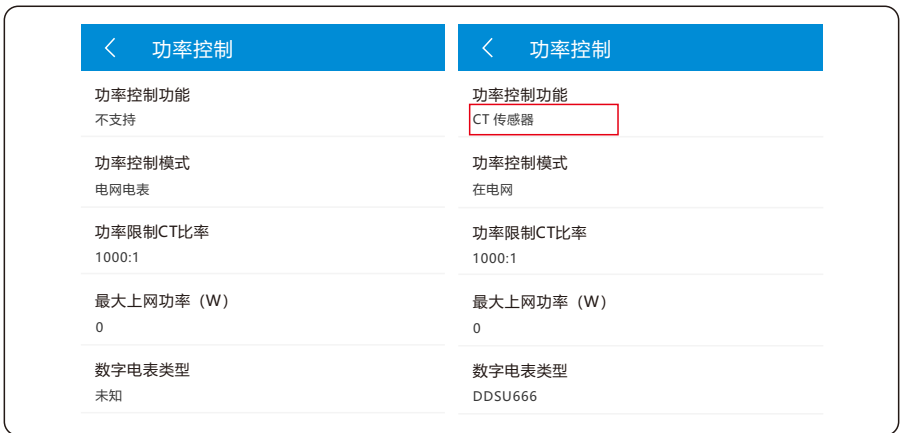 功率控制
功率控制功能
不支持
功率控制模式
电网电表
功率限制CT比率
1000:1
最大上网功率（W）
0
数字电表类型
未知
功率控制
功率控制功能
CT 传感器
功率控制模式
在电网
功率限制CT比率
1000:1
最大上网功率（W）
0
数字电表类型
DDSU666